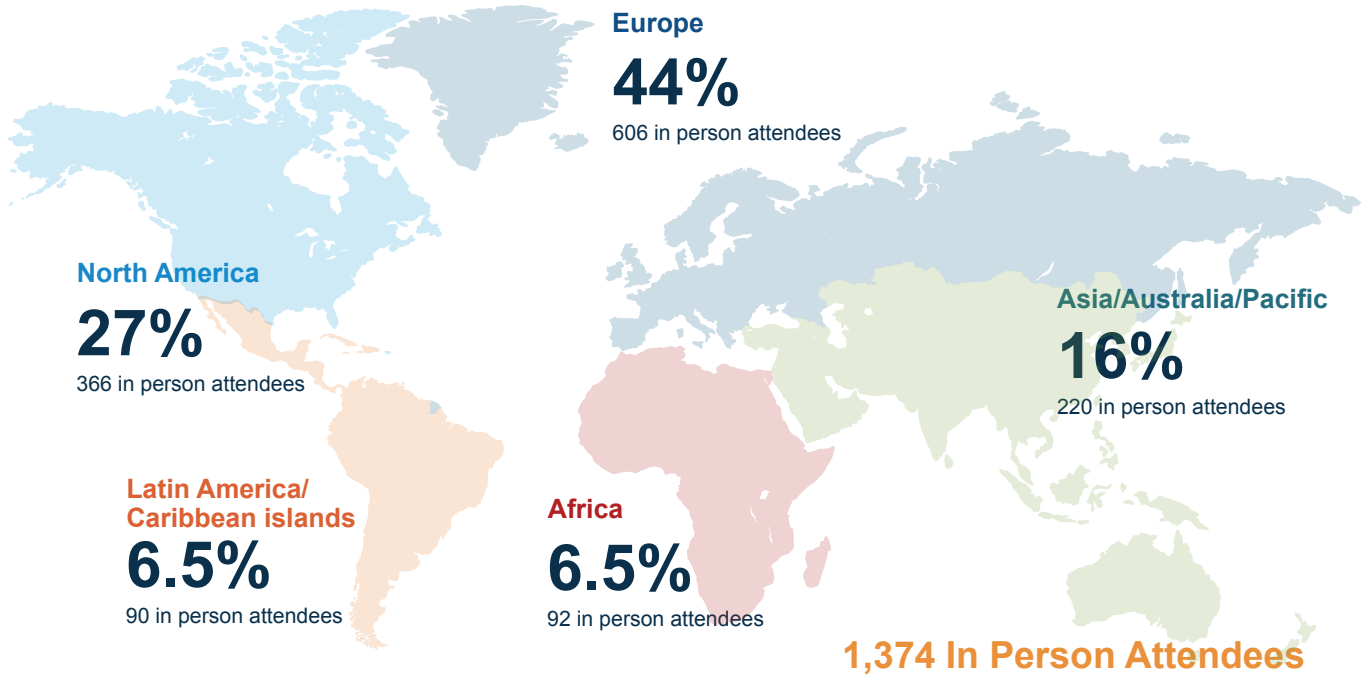 Europe
44%
606 in person attendees
North America
27%
366 in person attendees
Asia/Australia/Pacific
16%
220 in person attendees
Latin America/
Caribbean islands
6.5%
90 in person attendees
Africa
6.5%
92 in person attendees
1,374 In Person Attendees